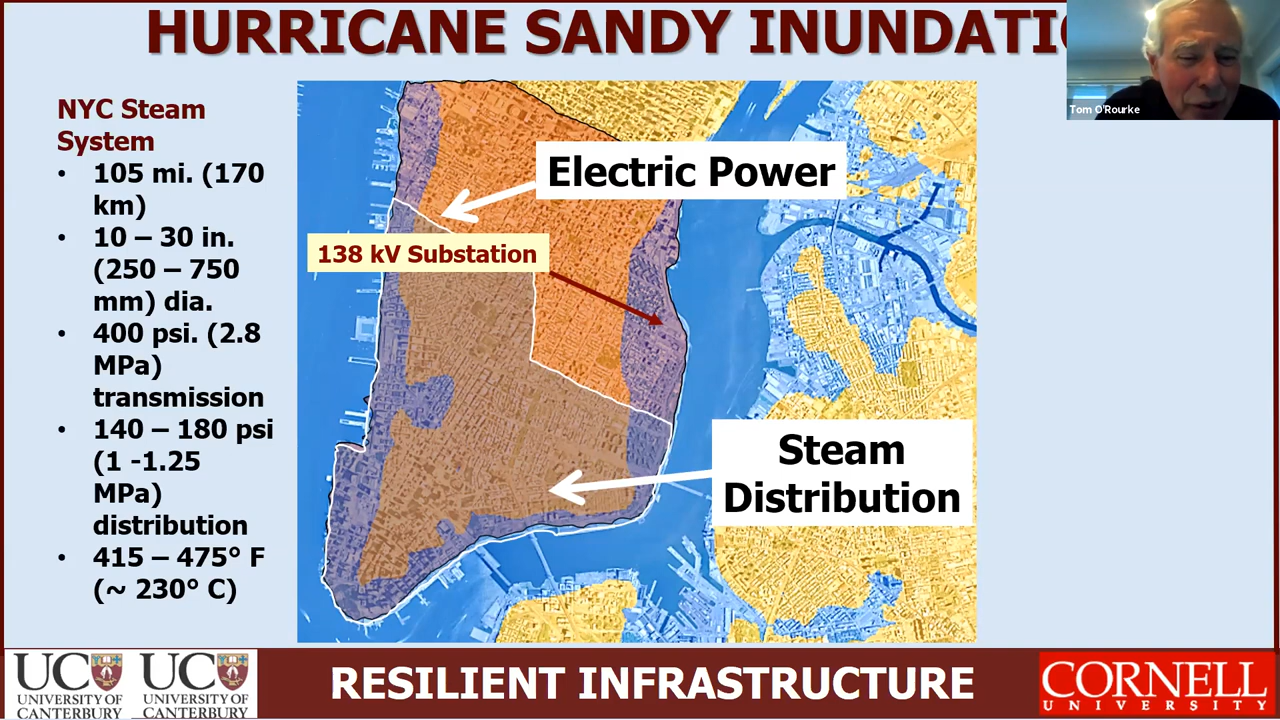 HURRICANE SANDY INUNDATIO
Tom O'Rourke
NYC Steam
System
• 105 mi. (170
km)
• 10 – 30 in.
(250 – 750
mm) dia.
• 400 psi. (2.8
MPa)
transmission
• 140 – 180 psi
(1 -1.25
MPa)
distribution
• 415 – 475° F
(~ 230° C)
Electric Power
138 kV Substation
Steam
Distribution
UC
UNIVERSITY OF
CANTERBURY
UC
UNIVERSITY OF
CANTERBURY
RESILIENT INFRASTRUCTURE
CORNELL
UNIVERSITY